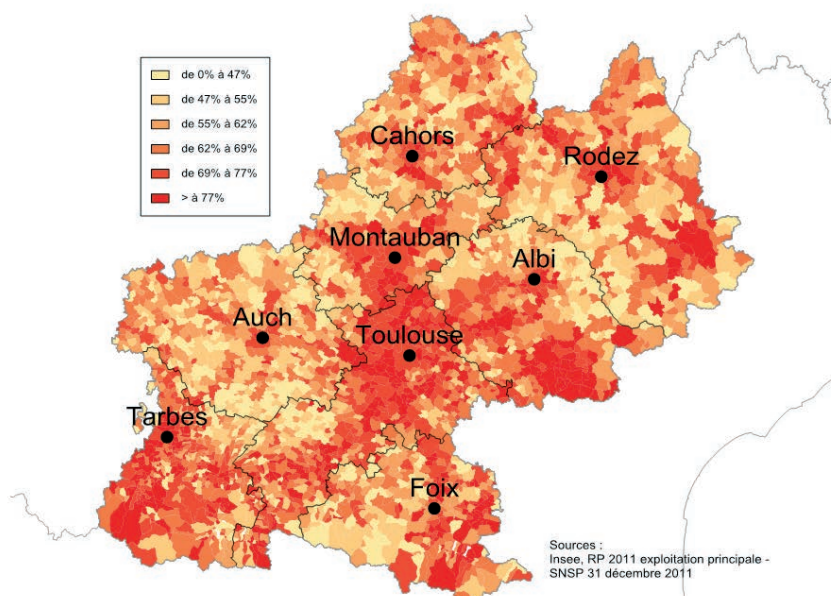 de 0% à 47%
de 47% à 55%
de 55% à 62%
de 62% à 69%
de 69% à 77%
> à 77%
Cahors
Rodez
Montauban
Albi
Auch
Toulouse
Tarbes
Foix
Sources :
Insee, RP 2011 exploitation principale -
SNSP 31 décembre 2011